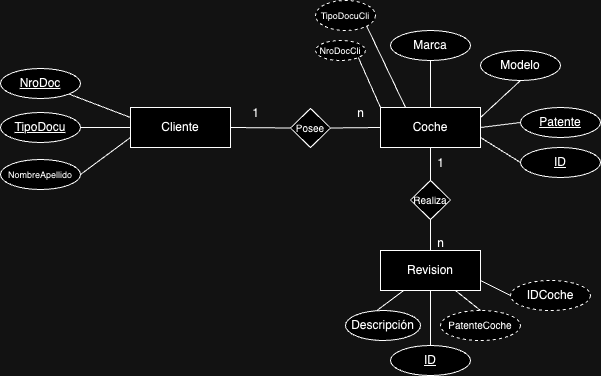 TipoDocuCli
NroDocCli
Marca
Modelo
NroDoc
TipoDocu
NombreApellido
Cliente
1
Posee
n
Coche
Patente
ID
1
Realiza
n
Revision
IDCoche
Descripción
PatenteCoche
ID